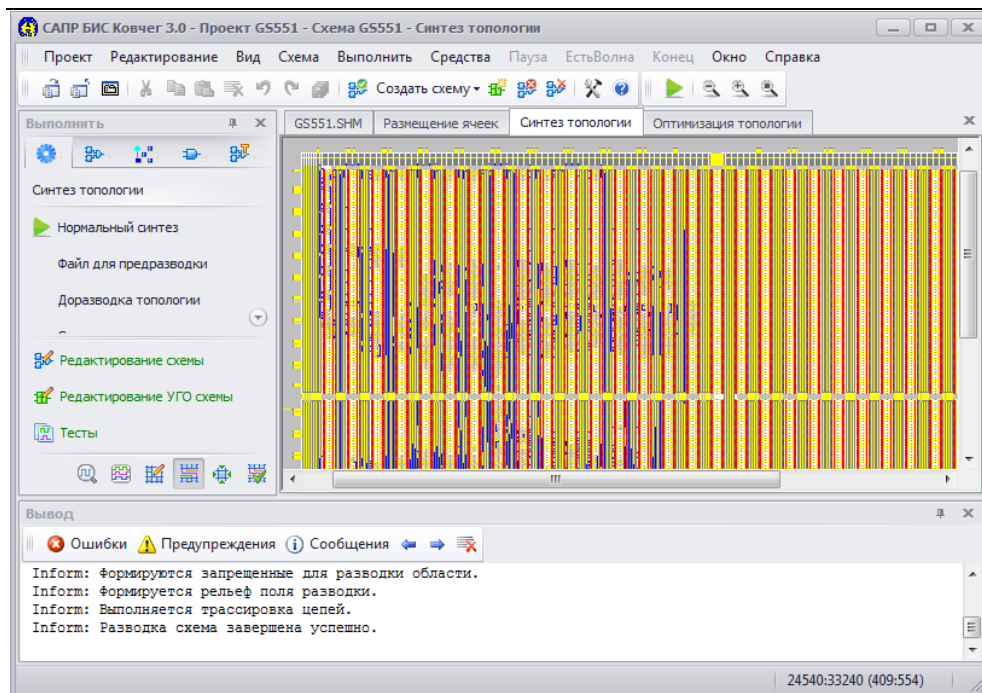 САПР БИС Ковчег 3.0 - Проект GS551 - Схема GS551 - Синтез топологии
Проект Редактирование Вид Схема Выполнить Средства Пауза ЕстьВолна Конец Окно Справка
Создать схему
Выполнить
GS551.SHM Размещение ячеек Синтез топологии Оптимизация топологии
Синтез топологии
Нормальный синтез
Файл для предразводки
Доразводка топологии
Редактирование схемы
Редактирование УГО схемы
Тесты
Вывод
Ошибки Предупреждения Сообщения
Inform: Формируются запрещенные для разводки области.
Inform: Формируется рельеф поля разводки.
Inform: Выполняется трассировка цепей.
Inform: Разводка схема завершена успешно.
24540:33240 (409:554)